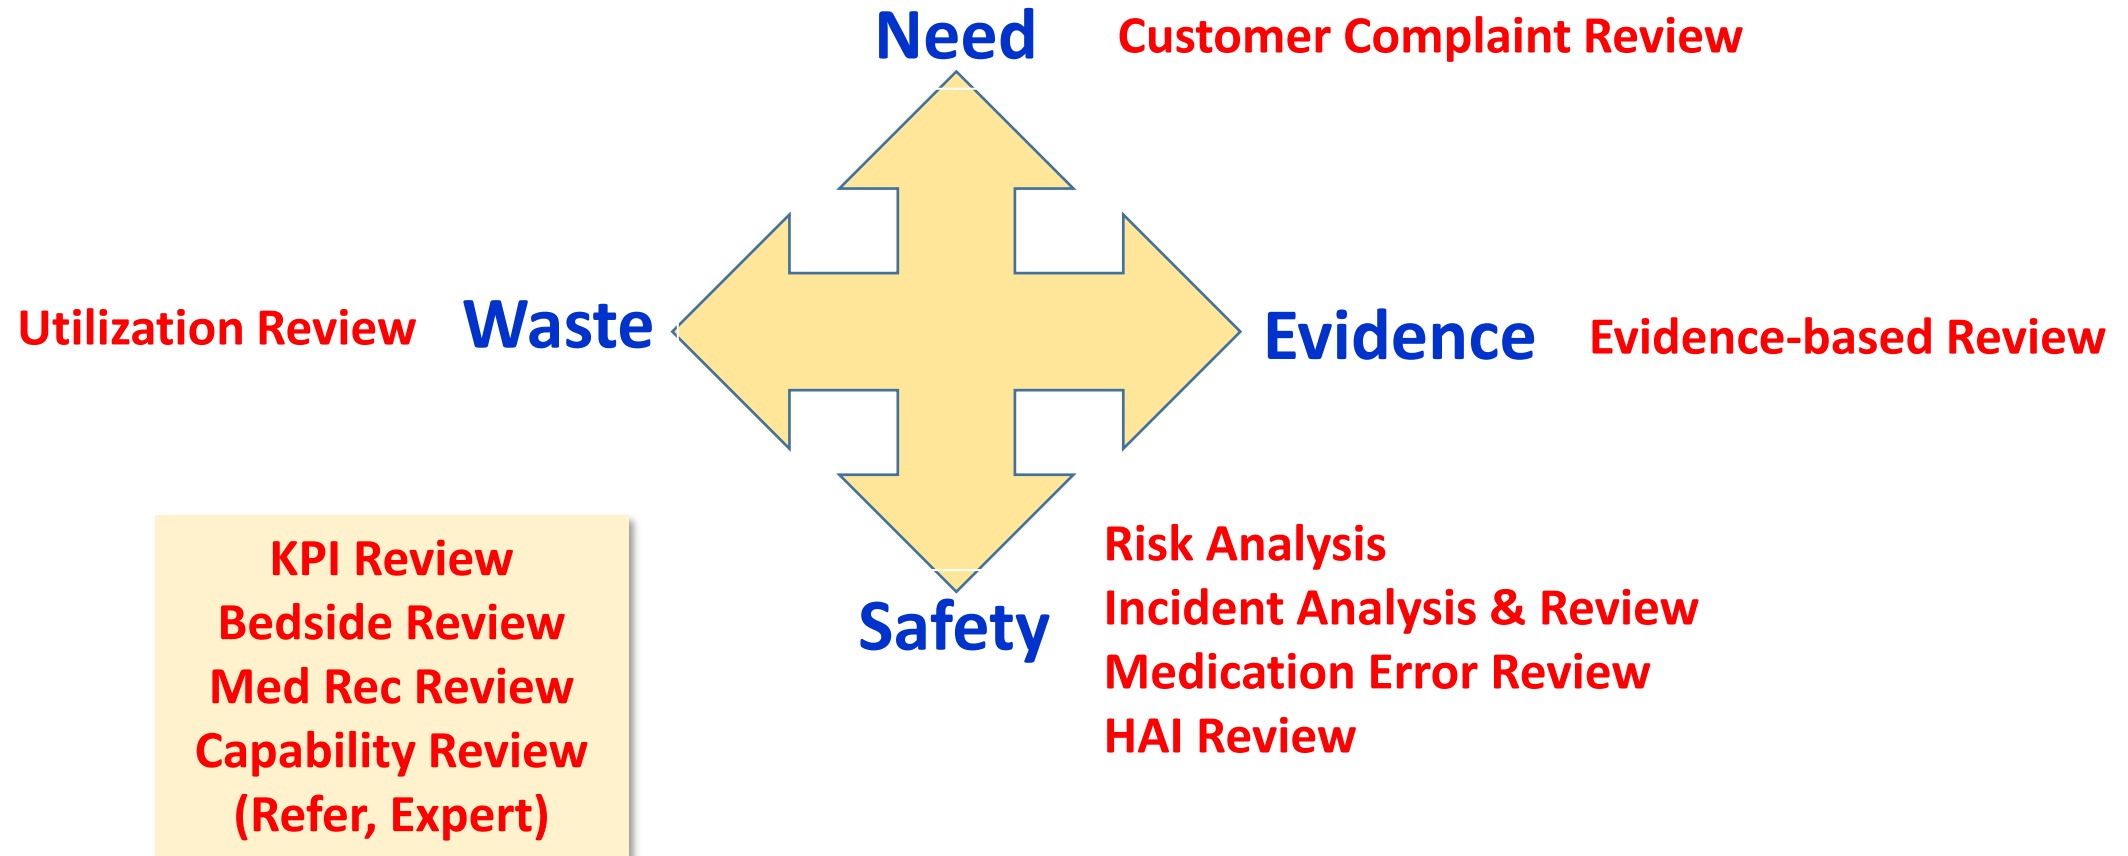 Need
Customer Complaint Review
Utilization Review
Waste
Evidence
Evidence-based Review
Safety
Risk Analysis
Incident Analysis & Review
Medication Error Review
HAI Review
KPI Review
Bedside Review
Med Rec Review
Capability Review
(Refer, Expert)